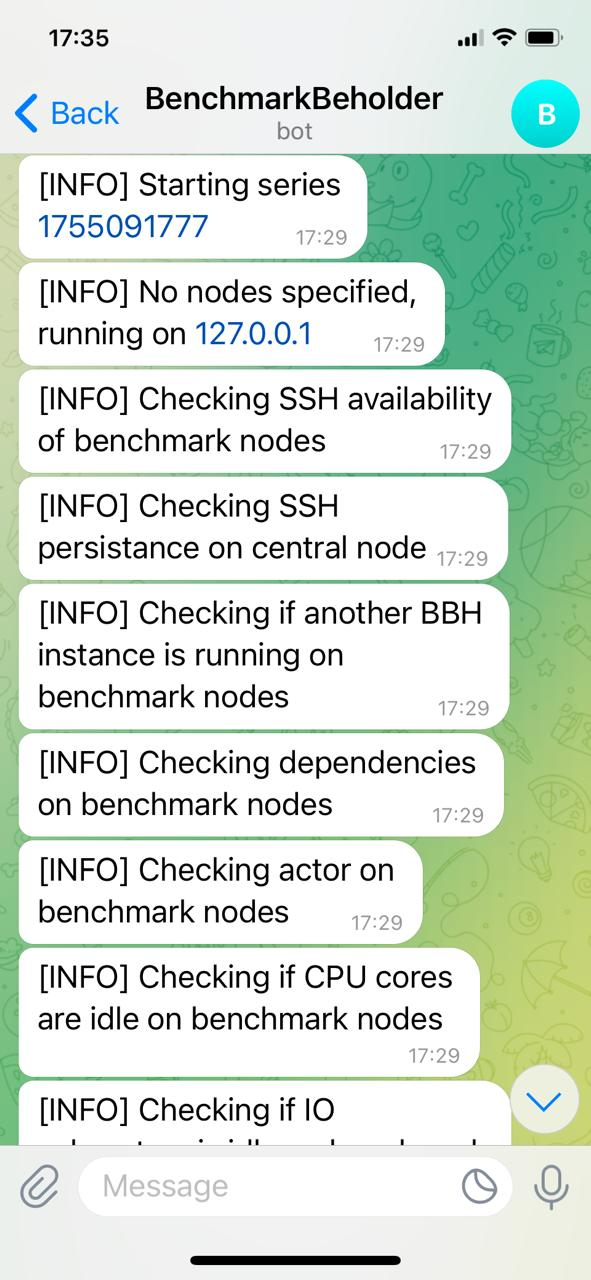 17:35
Back
BenchmarkBeholder
bot
B
[INFO] Starting series
1755091777
17:29
[INFO] No nodes specified,
running on 127.0.0.1
17:29
[INFO] Checking SSH availability
of benchmark nodes
17:29
[INFO] Checking SSH
persistance on central node
17:29
[INFO] Checking if another BBH
instance is running on
benchmark nodes
17:29
[INFO] Checking dependencies
on benchmark nodes
17:29
[INFO] Checking actor on
benchmark nodes
17:29
[INFO] Checking if CPU cores
are idle on benchmark nodes
17:29
[INFO] Checking if IO
Message